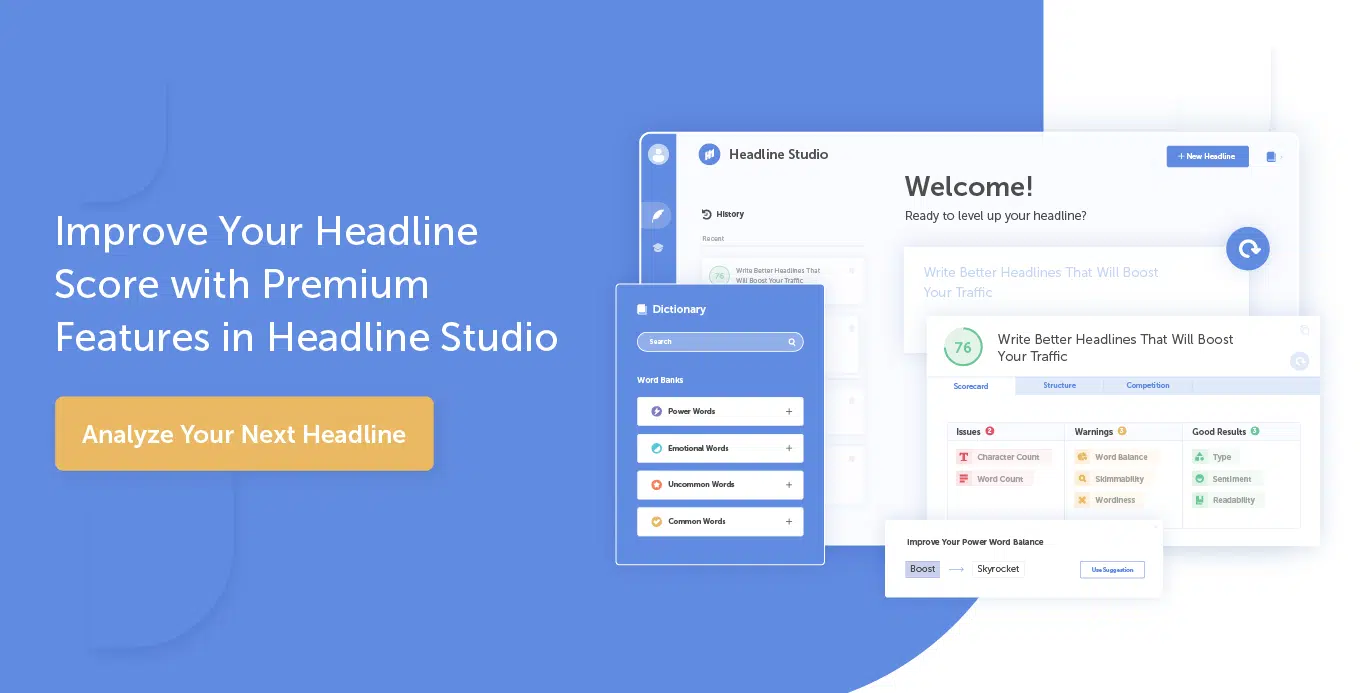 Improve Your Headline
Score with Premium
Features in Headline Studio
Analyze Your Next Headline
Headline Studio
+ New Headline
Welcome!
Ready to level up your headline?
History
Recent
76
Write Better Headlines That
Will Boost Your Traffic
Write Better Headlines That Will Boost
Your Traffic
Dictionary
Search
Word Banks
Power Words +
Emotional Words +
Uncommon Words +
Common Words +
76
Write Better Headlines That Will Boost
Your Traffic
Scorecard Structure Competition
Issues 2 Warnings 3 Good Results 3
Character Count Word Balance Type
Word Count Skimmability Sentiment
Wordiness Readability
Improve Your Power Word Balance
Boost → Skyrocket Use Suggestion